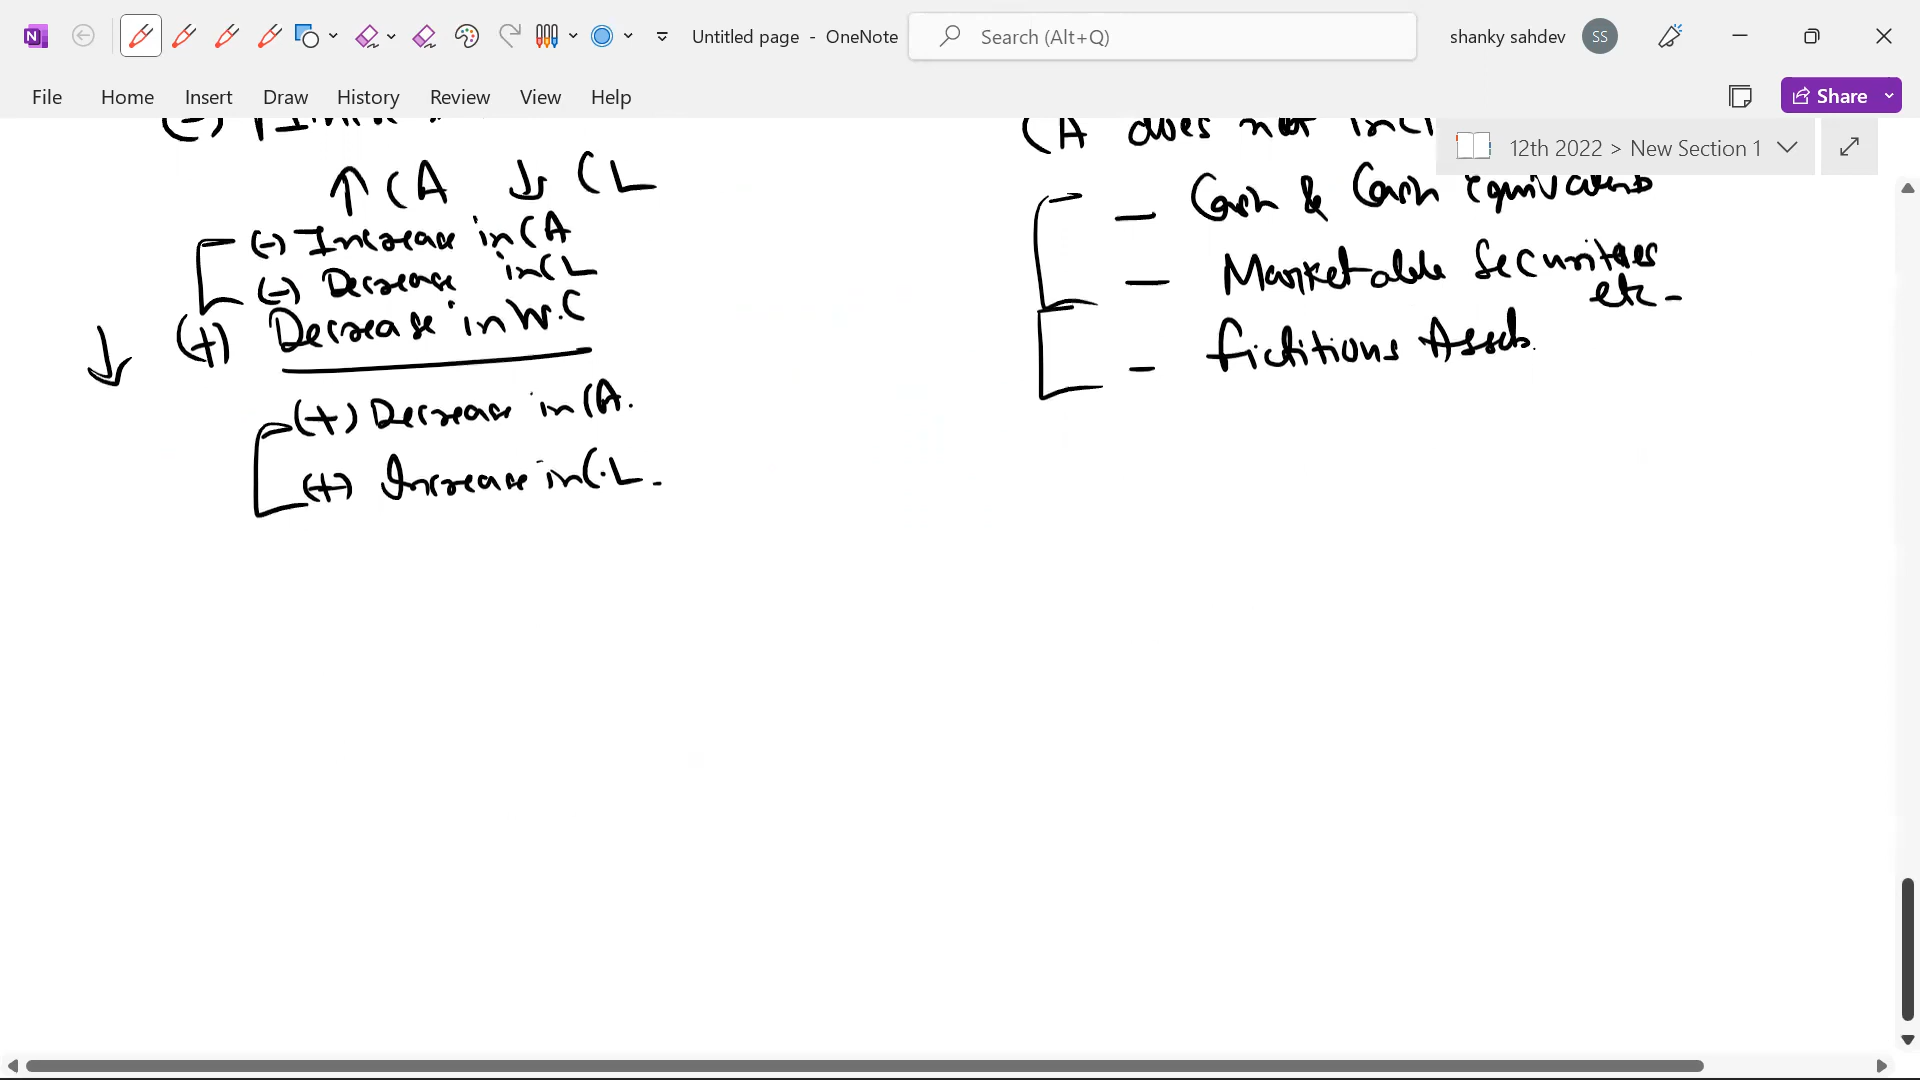 Untitled page - OneNote
Search (Alt+Q)
shanky sahdev
SS
File Home Insert Draw History Review View Help
Share
12th 2022 > New Section 1
↑ CA ↓ CL
(-) Increase in CA
(-) Decrease in CL
(+) Decrease in W.C
(+) Decrease in CA.
(+) Increase in C.L.
CA does not incl
- Cash & Cash Equivalents
- Marketable Securities etc-
- fictitious Assets.